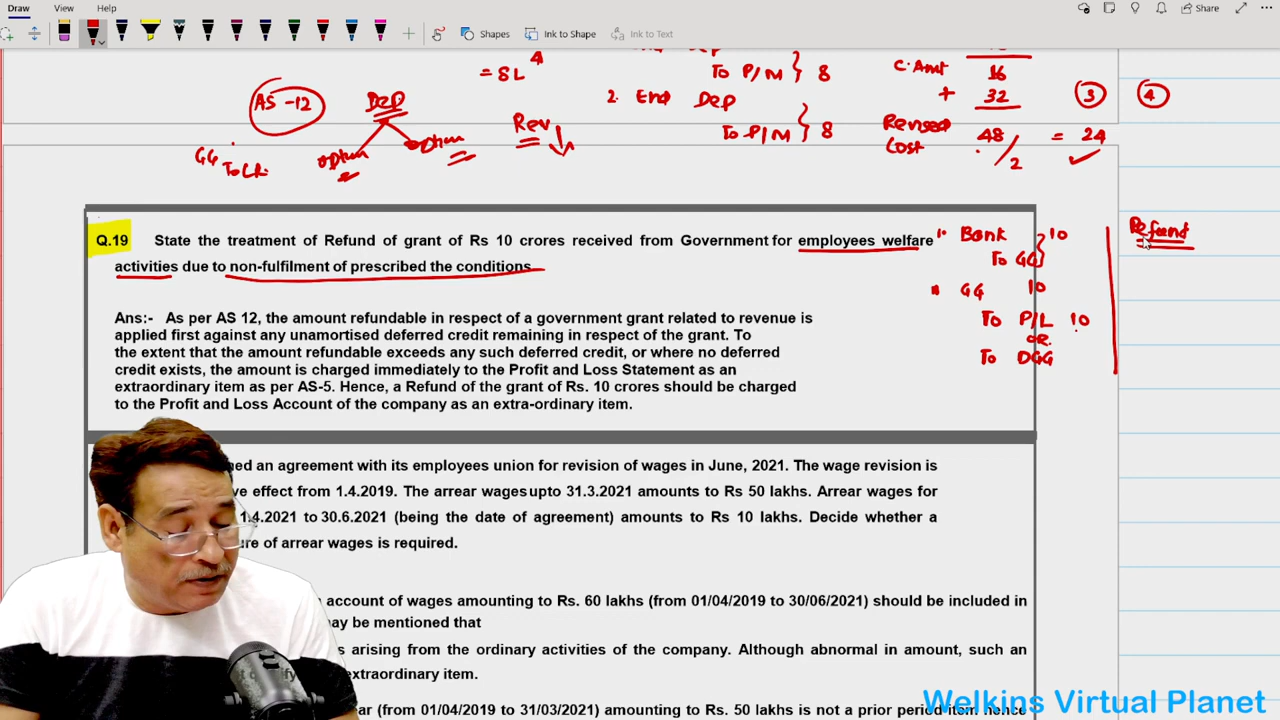 Draw View Help
Share
Shapes Ink to Shape Ink to Text
= 8L 4
To P/M } 8
C. Amt 16
AS -12 Dep
2. End Dep
+ 32 3 4
Rev
To P/M } 8
Revised Cost 48/2 = 24
GG
Q.19 State the treatment of Refund of grant of Rs 10 crores received from Government for employees welfare
activities due to non-fulfilment of prescribed the conditions.
Bank 10
To GG
GG 10
To P/L 10
OR.
To DGG
Refund
Ans:- As per AS 12, the amount refundable in respect of a government grant related to revenue is
applied first against any unamortised deferred credit remaining in respect of the grant. To
the extent that the amount refundable exceeds any such deferred credit, or where no deferred
credit exists, the amount is charged immediately to the Profit and Loss Statement as an
extraordinary item as per AS-5. Hence, a Refund of the grant of Rs. 10 crores should be charged
to the Profit and Loss Account of the company as an extra-ordinary item.
an agreement with its employees union for revision of wages in June, 2021. The wage revision is
effect from 1.4.2019. The arrear wages upto 31.3.2021 amounts to Rs 50 lakhs. Arrear wages for
4.2021 to 30.6.2021 (being the date of agreement) amounts to Rs 10 lakhs. Decide whether a
of arrear wages is required.
account of wages amounting to Rs. 60 lakhs (from 01/04/2019 to 30/06/2021) should be included in
may be mentioned that
arising from the ordinary activities of the company. Although abnormal in amount, such an
extraordinary item.
(from 01/04/2019 to 31/03/2021) amounting to Rs. 50 lakhs is not a prior period item hence
Welkins Virtual Planet